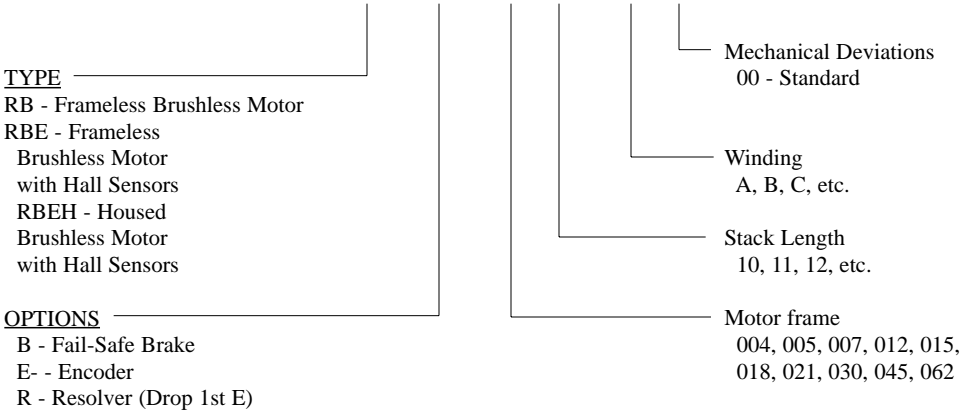 TYPE
RB - Frameless Brushless Motor
RBE - Frameless
Brushless Motor
with Hall Sensors
RBEH - Housed
Brushless Motor
with Hall Sensors
OPTIONS
B - Fail-Safe Brake
E- - Encoder
R - Resolver (Drop 1st E)
Mechanical Deviations
00 - Standard
Winding
A, B, C, etc.
Stack Length
10, 11, 12, etc.
Motor frame
004, 005, 007, 012, 015,
018, 021, 030, 045, 062